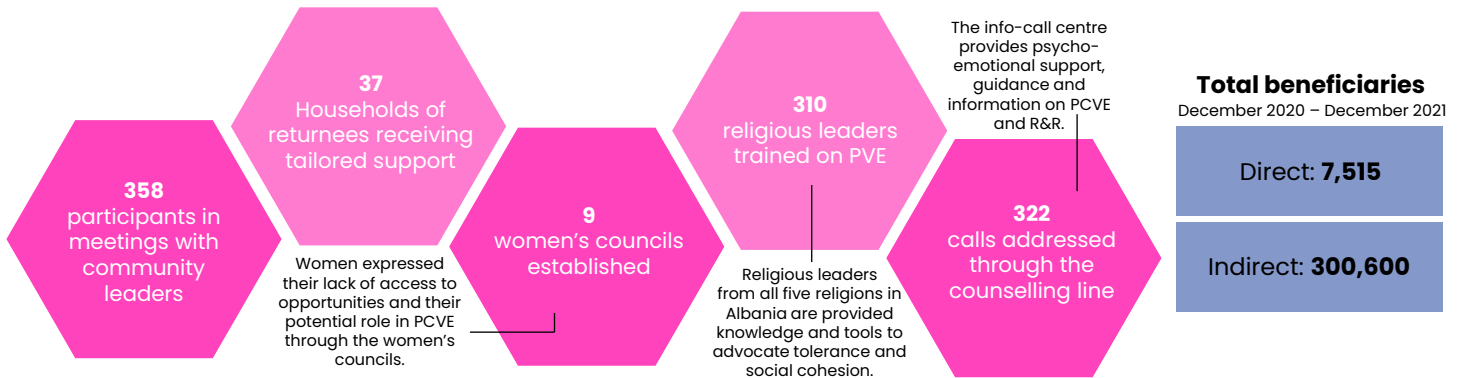 358
participants in
meetings with
community
leaders
37
Households of
returnees receiving
tailored support
Women expressed
their lack of access to
opportunities and their
potential role in PCVE
through the women's
councils.
9
women's councils
established
310
religious leaders
trained on PVE
Religious leaders
from all five religions in
Albania are provided
knowledge and tools to
advocate tolerance and
social cohesion.
The info-call centre
provides psycho-
emotional support,
guidance and
information on PCVE
and R&R.
322
calls addressed
through the
counselling line
Total beneficiaries
December 2020 – December 2021
Direct: 7,515
Indirect: 300,600